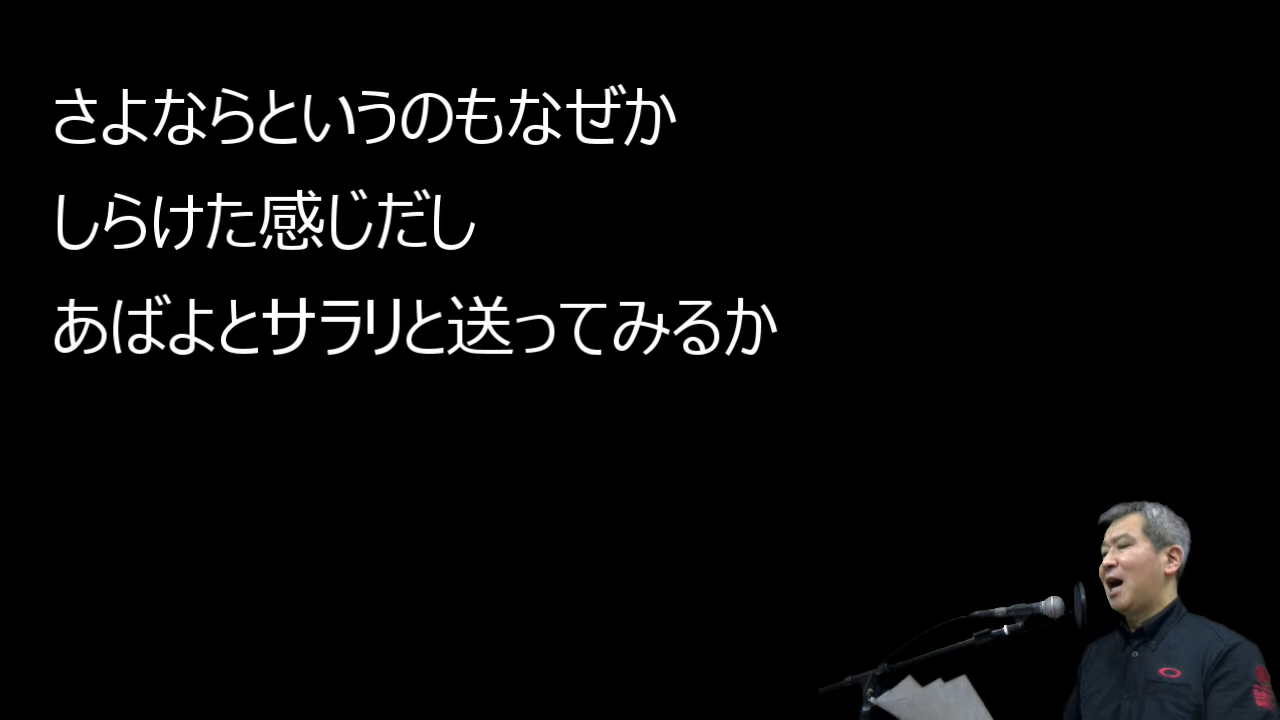 さよならというのもなぜか
しらけた感じだし
あばよとサラリと送ってみるか